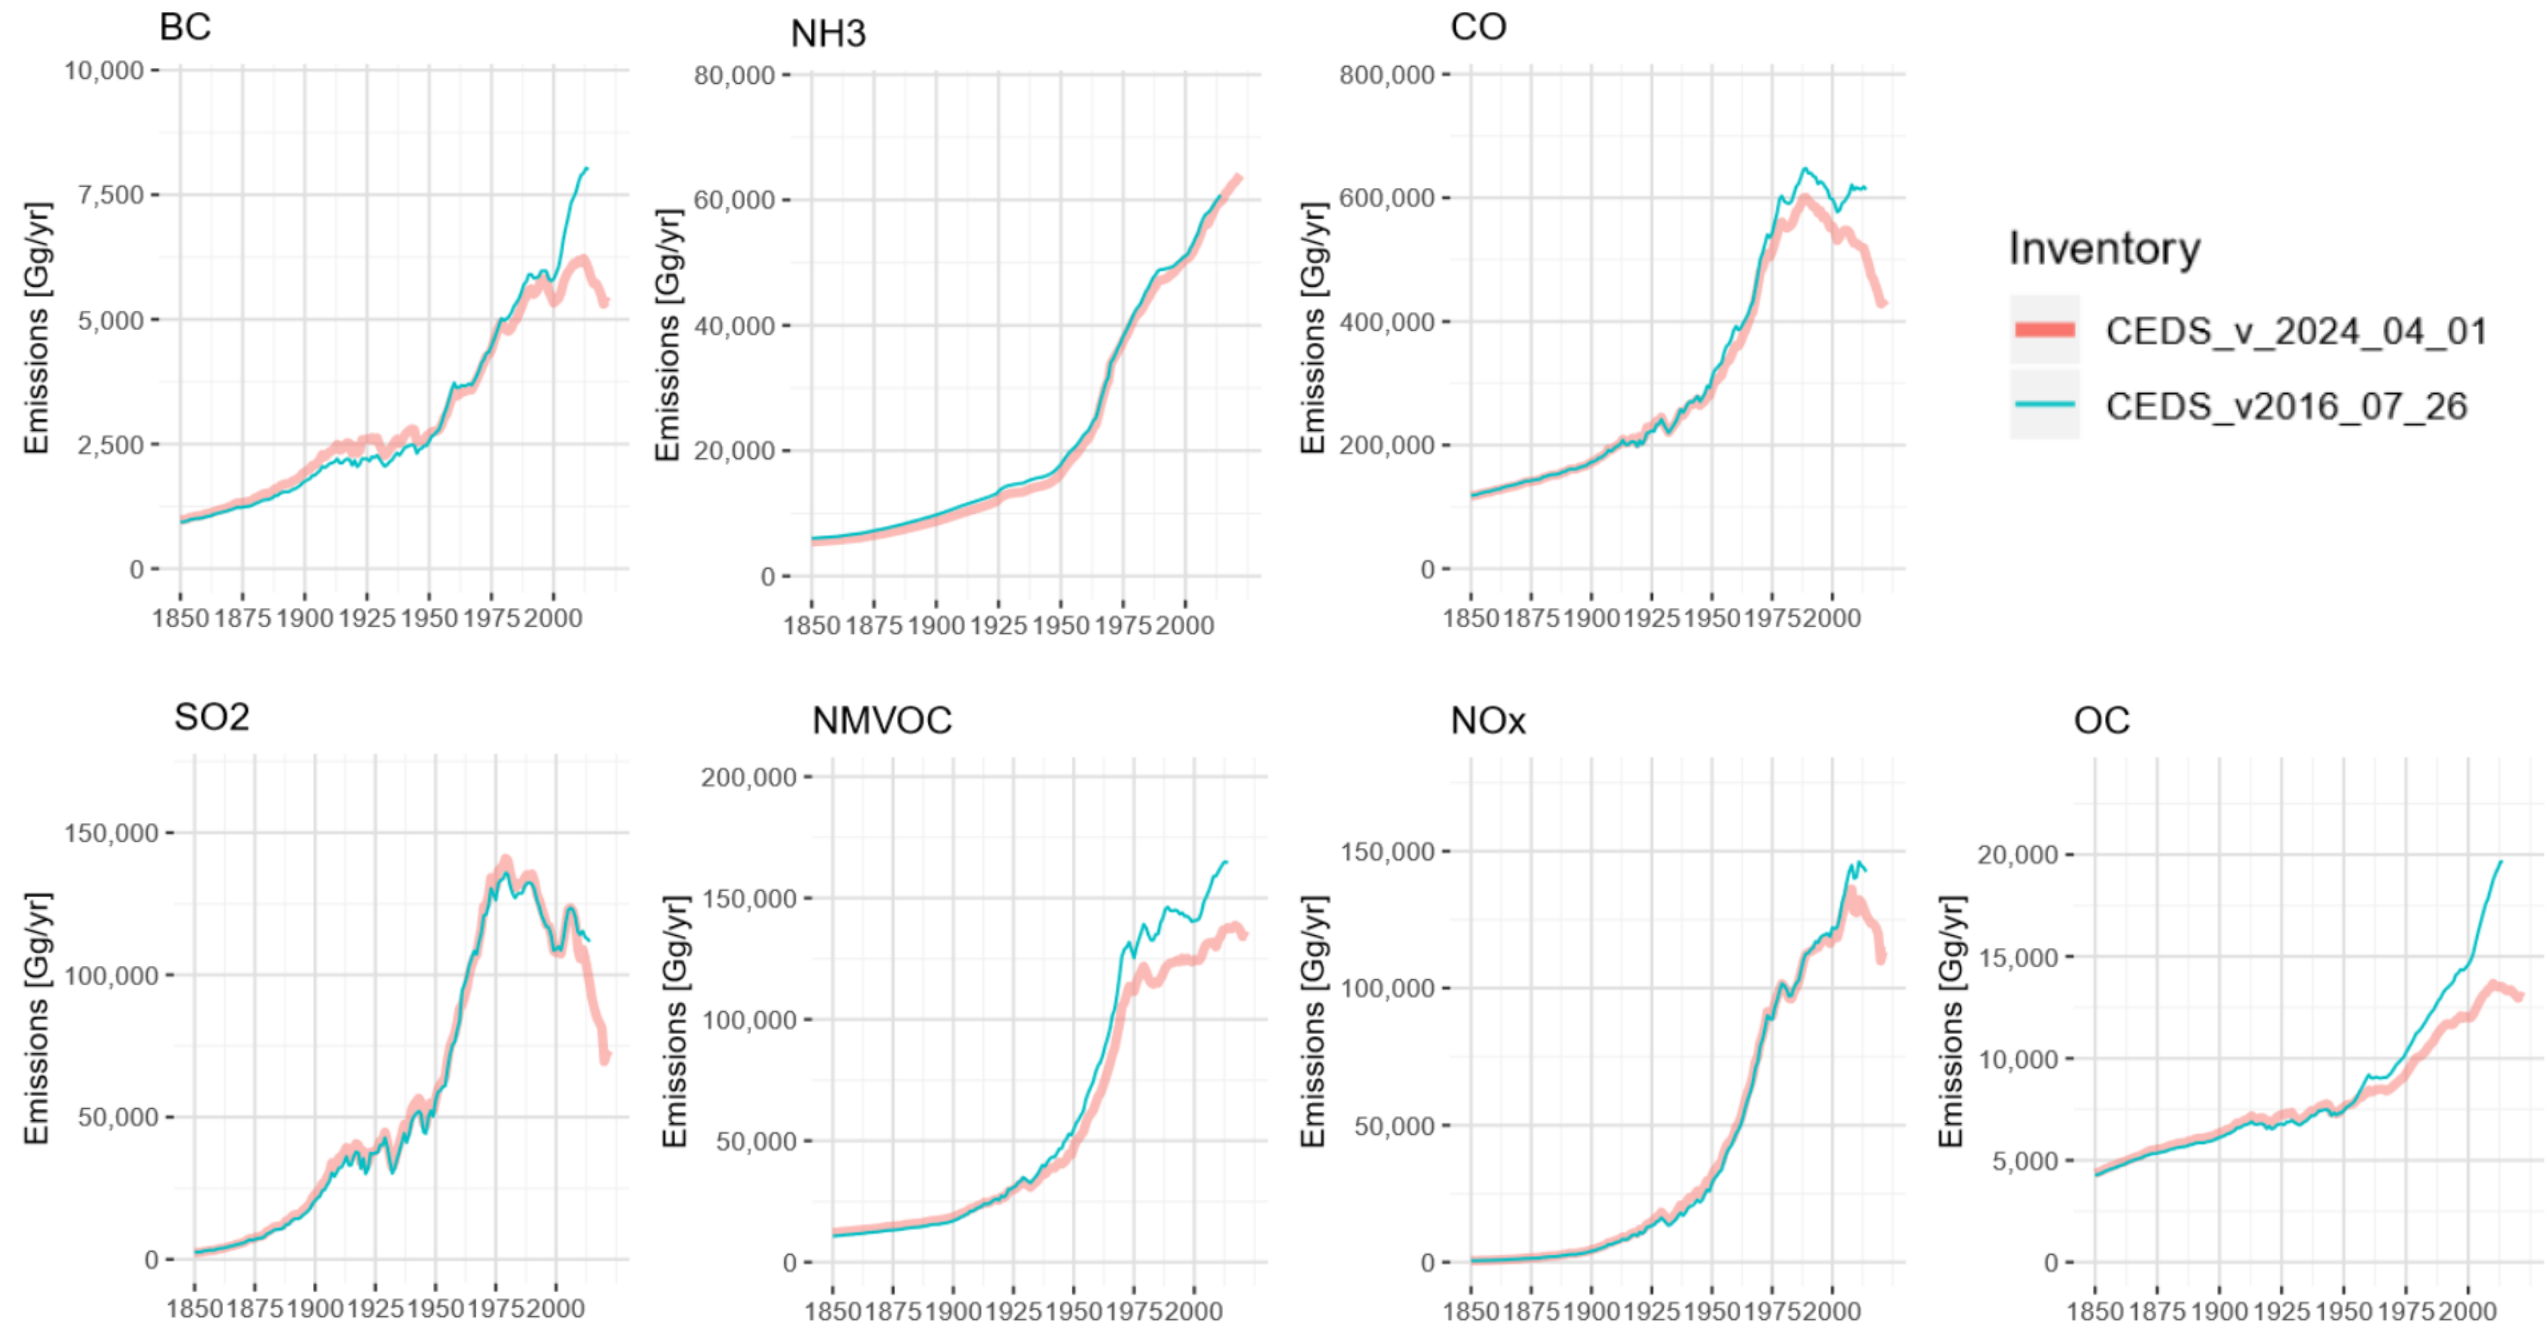 BC
10,000
7,500
5,000
2,500
0
Emissions [Gg/yr]
1850 1875 1900 1925 1950 1975 2000
NH3
80,000
60,000
40,000
20,000
0
Emissions [Gg/yr]
1850 1875 1900 1925 1950 1975 2000
CO
800,000
600,000
400,000
200,000
0
Emissions [Gg/yr]
1850 1875 1900 1925 1950 1975 2000
Inventory
CEDS_v_2024_04_01
CEDS_v2016_07_26
SO2
150,000
100,000
50,000
0
Emissions [Gg/yr]
1850 1875 1900 1925 1950 1975 2000
NMVOC
200,000
150,000
100,000
50,000
0
Emissions [Gg/yr]
1850 1875 1900 1925 1950 1975 2000
NOx
150,000
100,000
50,000
0
Emissions [Gg/yr]
1850 1875 1900 1925 1950 1975 2000
OC
20,000
15,000
10,000
5,000
0
Emissions [Gg/yr]
1850 1875 1900 1925 1950 1975 2000